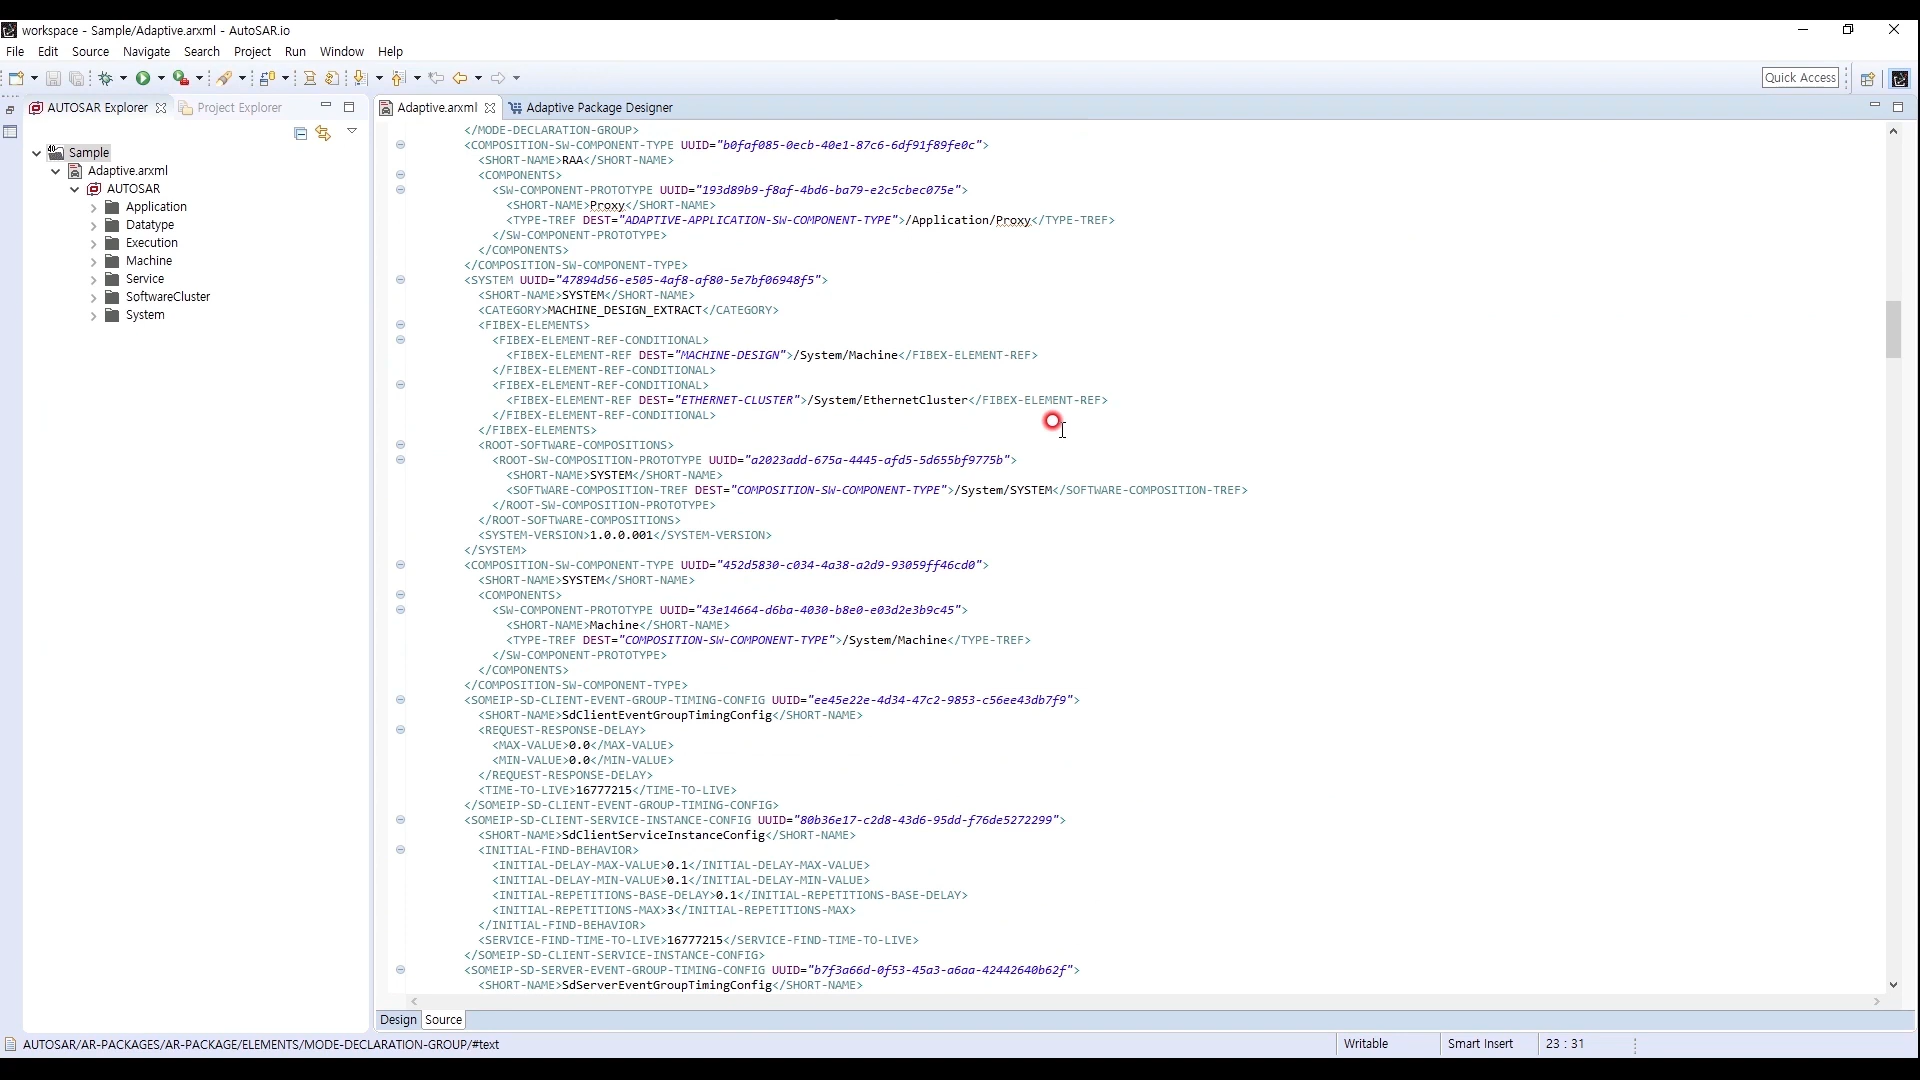 workspace - Sample/Adaptive.arxml - AutoSAR.io
File Edit Source Navigate Search Project Run Window Help
Quick Access
AUTOSAR Explorer Project Explorer
Adaptive.arxml Adaptive Package Designer
Sample
Adaptive.arxml
AUTOSAR
Application
Datatype
Execution
Machine
Service
SoftwareCluster
System
</MODE-DECLARATION-GROUP>
<COMPOSITION-SW-COMPONENT-TYPE UUID="b0faf085-0ecb-40e1-87c6-6df91f89fe0c">
<SHORT-NAME>RAA</SHORT-NAME>
<COMPONENTS>
<SW-COMPONENT-PROTOTYPE UUID="193d89b9-f8af-4bd6-ba79-e2c5cbec075e">
<SHORT-NAME>Proxy</SHORT-NAME>
<TYPE-TREF DEST="ADAPTIVE-APPLICATION-SW-COMPONENT-TYPE">/Application/Proxy</TYPE-TREF>
</SW-COMPONENT-PROTOTYPE>
</COMPONENTS>
</COMPOSITION-SW-COMPONENT-TYPE>
<SYSTEM UUID="47894d56-e505-4af8-af80-5e7bf06948f5">
<SHORT-NAME>SYSTEM</SHORT-NAME>
<CATEGORY>MACHINE_DESIGN_EXTRACT</CATEGORY>
<FIBEX-ELEMENTS>
<FIBEX-ELEMENT-REF-CONDITIONAL>
<FIBEX-ELEMENT-REF DEST="MACHINE-DESIGN">/System/Machine</FIBEX-ELEMENT-REF>
</FIBEX-ELEMENT-REF-CONDITIONAL>
<FIBEX-ELEMENT-REF-CONDITIONAL>
<FIBEX-ELEMENT-REF DEST="ETHERNET-CLUSTER">/System/EthernetCluster</FIBEX-ELEMENT-REF>
</FIBEX-ELEMENT-REF-CONDITIONAL>
</FIBEX-ELEMENTS>
<ROOT-SOFTWARE-COMPOSITIONS>
<ROOT-SW-COMPOSITION-PROTOTYPE UUID="a2023add-675a-4445-afd5-5d655bf9775b">
<SHORT-NAME>SYSTEM</SHORT-NAME>
<SOFTWARE-COMPOSITION-TREF DEST="COMPOSITION-SW-COMPONENT-TYPE">/System/SYSTEM</SOFTWARE-COMPOSITION-TREF>
</ROOT-SW-COMPOSITION-PROTOTYPE>
</ROOT-SOFTWARE-COMPOSITIONS>
<SYSTEM-VERSION>1.0.0.001</SYSTEM-VERSION>
</SYSTEM>
<COMPOSITION-SW-COMPONENT-TYPE UUID="452d5830-c034-4a38-a2d9-93059ff46cd0">
<SHORT-NAME>SYSTEM</SHORT-NAME>
<COMPONENTS>
<SW-COMPONENT-PROTOTYPE UUID="43e14664-d6ba-4030-b8e0-e03d2e3b9c45">
<SHORT-NAME>Machine</SHORT-NAME>
<TYPE-TREF DEST="COMPOSITION-SW-COMPONENT-TYPE">/System/Machine</TYPE-TREF>
</SW-COMPONENT-PROTOTYPE>
</COMPONENTS>
</COMPOSITION-SW-COMPONENT-TYPE>
<SOMEIP-SD-CLIENT-EVENT-GROUP-TIMING-CONFIG UUID="ee45e22e-4d34-47c2-9853-c56ee43db7f9">
<SHORT-NAME>SdClientEventGroupTimingConfig</SHORT-NAME>
<REQUEST-RESPONSE-DELAY>
<MAX-VALUE>0.0</MAX-VALUE>
<MIN-VALUE>0.0</MIN-VALUE>
</REQUEST-RESPONSE-DELAY>
<TIME-TO-LIVE>16777215</TIME-TO-LIVE>
</SOMEIP-SD-CLIENT-EVENT-GROUP-TIMING-CONFIG>
<SOMEIP-SD-CLIENT-SERVICE-INSTANCE-CONFIG UUID="80b36e17-c2d8-43d6-95dd-f76de5272299">
<SHORT-NAME>SdClientServiceInstanceConfig</SHORT-NAME>
<INITIAL-FIND-BEHAVIOR>
<INITIAL-DELAY-MAX-VALUE>0.1</INITIAL-DELAY-MAX-VALUE>
<INITIAL-DELAY-MIN-VALUE>0.1</INITIAL-DELAY-MIN-VALUE>
<INITIAL-REPETITIONS-BASE-DELAY>0.1</INITIAL-REPETITIONS-BASE-DELAY>
<INITIAL-REPETITIONS-MAX>3</INITIAL-REPETITIONS-MAX>
</INITIAL-FIND-BEHAVIOR>
<SERVICE-FIND-TIME-TO-LIVE>16777215</SERVICE-FIND-TIME-TO-LIVE>
</SOMEIP-SD-CLIENT-SERVICE-INSTANCE-CONFIG>
<SOMEIP-SD-SERVER-EVENT-GROUP-TIMING-CONFIG UUID="b7f3a66d-0f53-45a3-a6aa-42442640b62f">
<SHORT-NAME>SdServerEventGroupTimingConfig</SHORT-NAME>
Design Source
AUTOSAR/AR-PACKAGES/AR-PACKAGE/ELEMENTS/MODE-DECLARATION-GROUP/#text
Writable Smart Insert 23 : 31